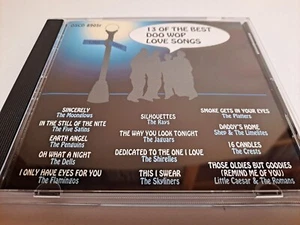 13 OF THE BEST
DOO WOP
LOVE SONGS
SINCERELY
The Moonglows
IN THE STILL OF THE NITE
The Five Satins
EARTH ANGEL
The Penguins
OH WHAT A NIGHT
The Dells
I ONLY HAVE EYES FOR YOU
The Flamingos
SILHOUETTES
The Rays
THE WAY YOU LOOK TONIGHT
The Jaguars
DEDICATED TO THE ONE I LOVE
The Shirelles
THIS I SWEAR
The Skyliners
SMOKE GETS IN YOUR EYES
The Platters
DADDY'S HOME
Shep & The Limelites
16 CANDLES
The Crests
THOSE OLDIES BUT GOODIES
(REMIND ME OF YOU)
Little Caesar & The Romans